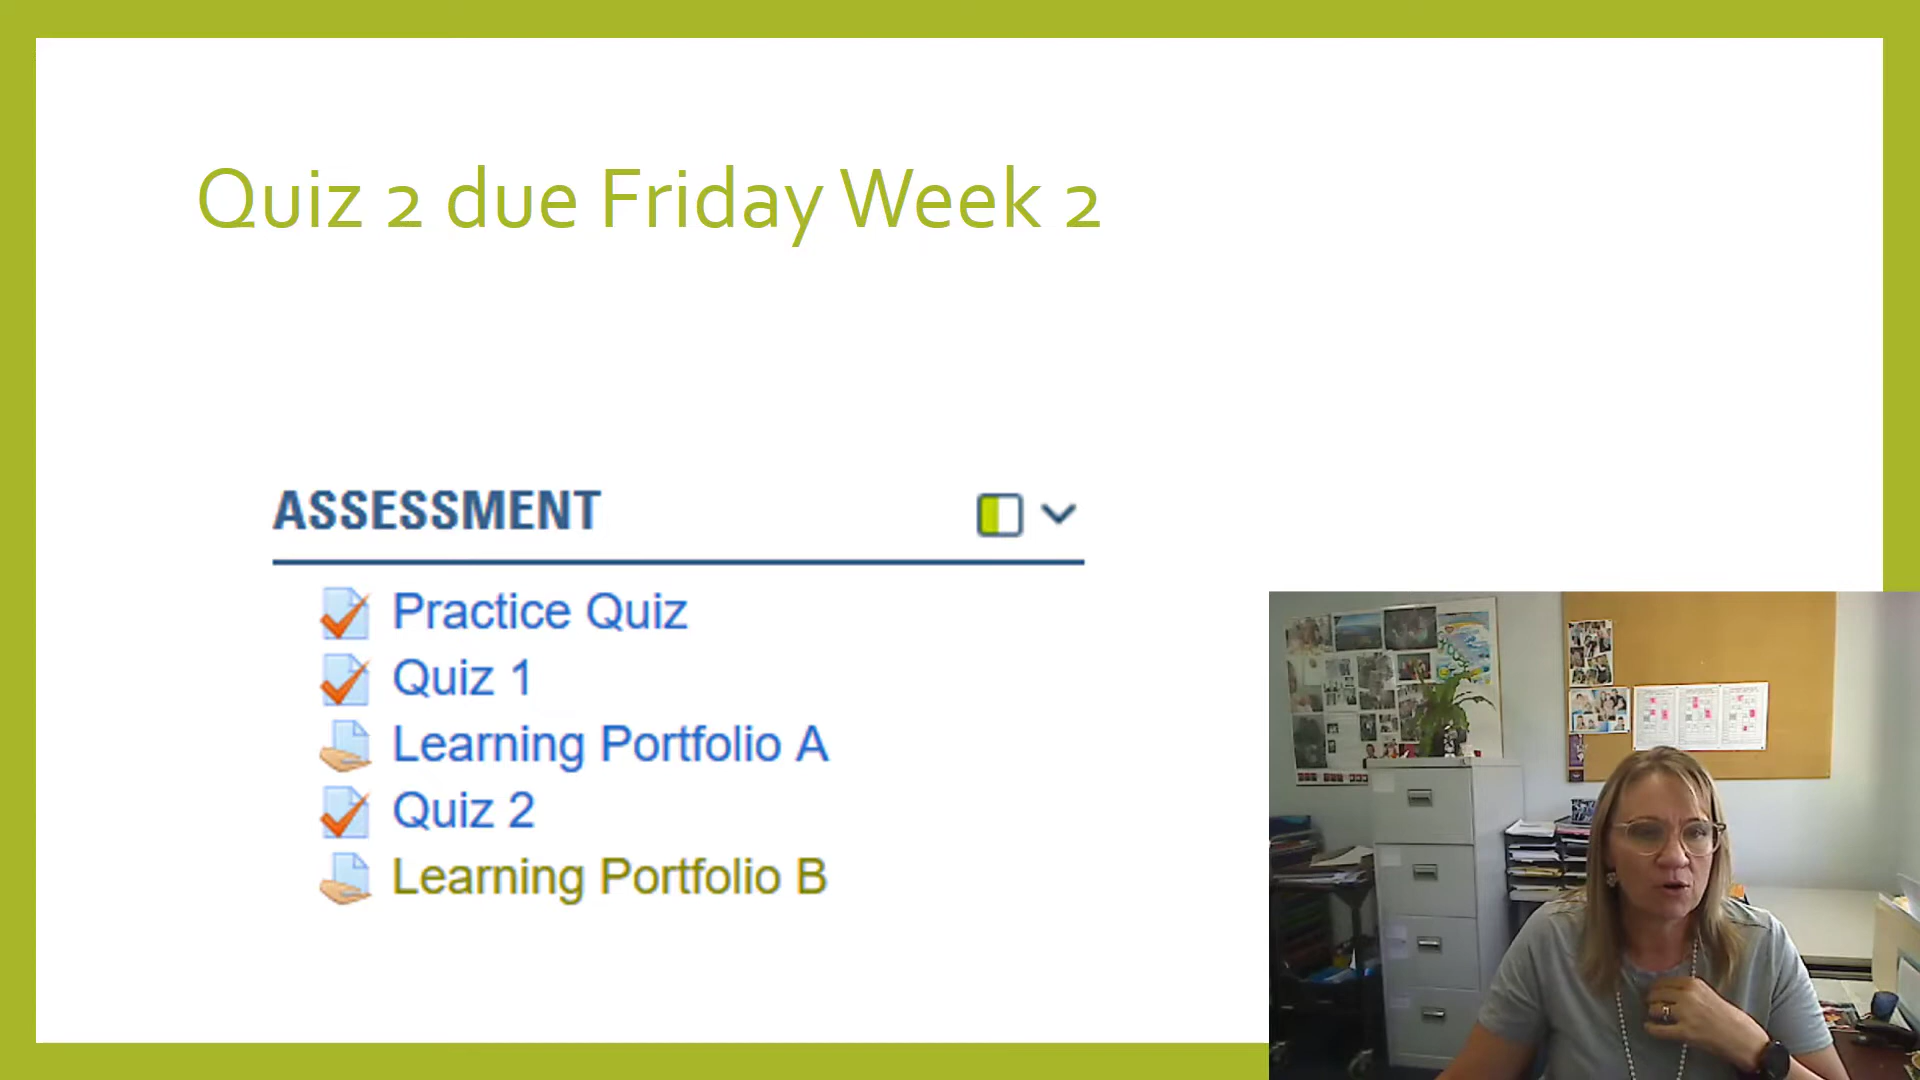 Quiz 2 due Friday Week 2
ASSESSMENT
Practice Quiz
Quiz 1
Learning Portfolio A
Quiz 2
Learning Portfolio B